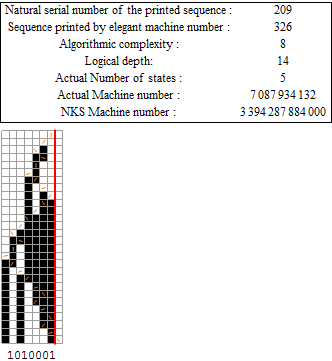 Natural serial number of the printed sequence : 209
Sequence printed by elegant machine number : 326
Algorithmic complexity : 8
Logical depth: 14
Actual Number of states : 5
Actual Machine number : 7 087 934 132
NKS Machine number : 3 394 287 884 000
1010001